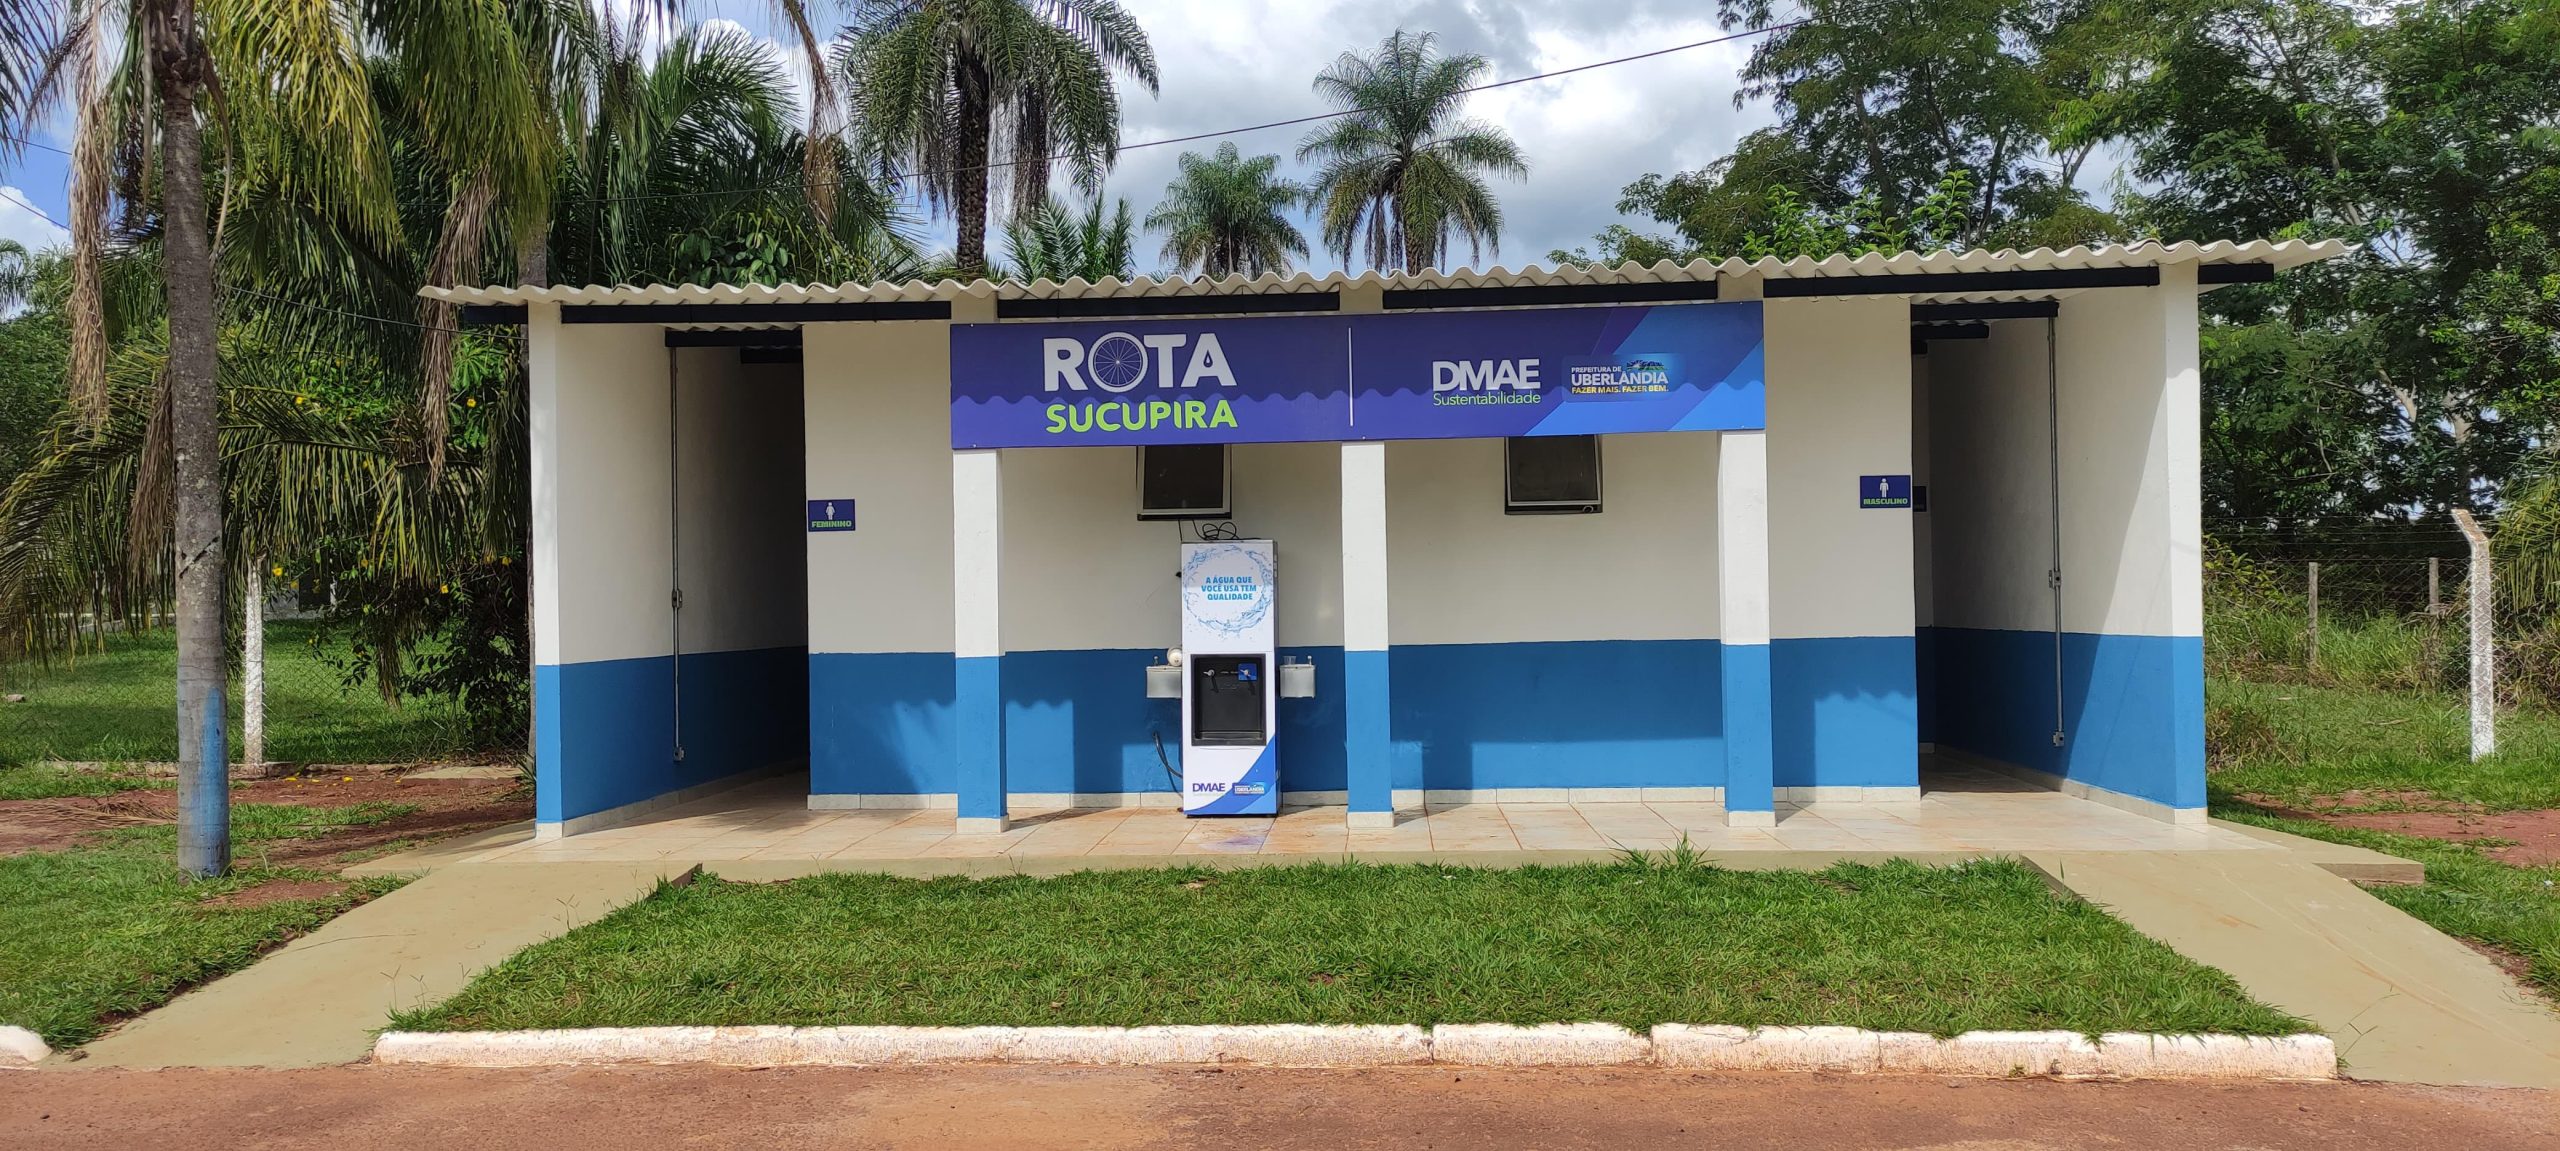 ROTA
SUCUPIRA
DMAE
Sustentabilidade
PREFEITURA DE
UBERLÂNDIA
FAZER MAIS. FAZER BEM.
FEMININO
MASCULINO
A ÁGUA QUE
VOCÊ USA TEM
QUALIDADE
DMAE
UBERLÂNDIA